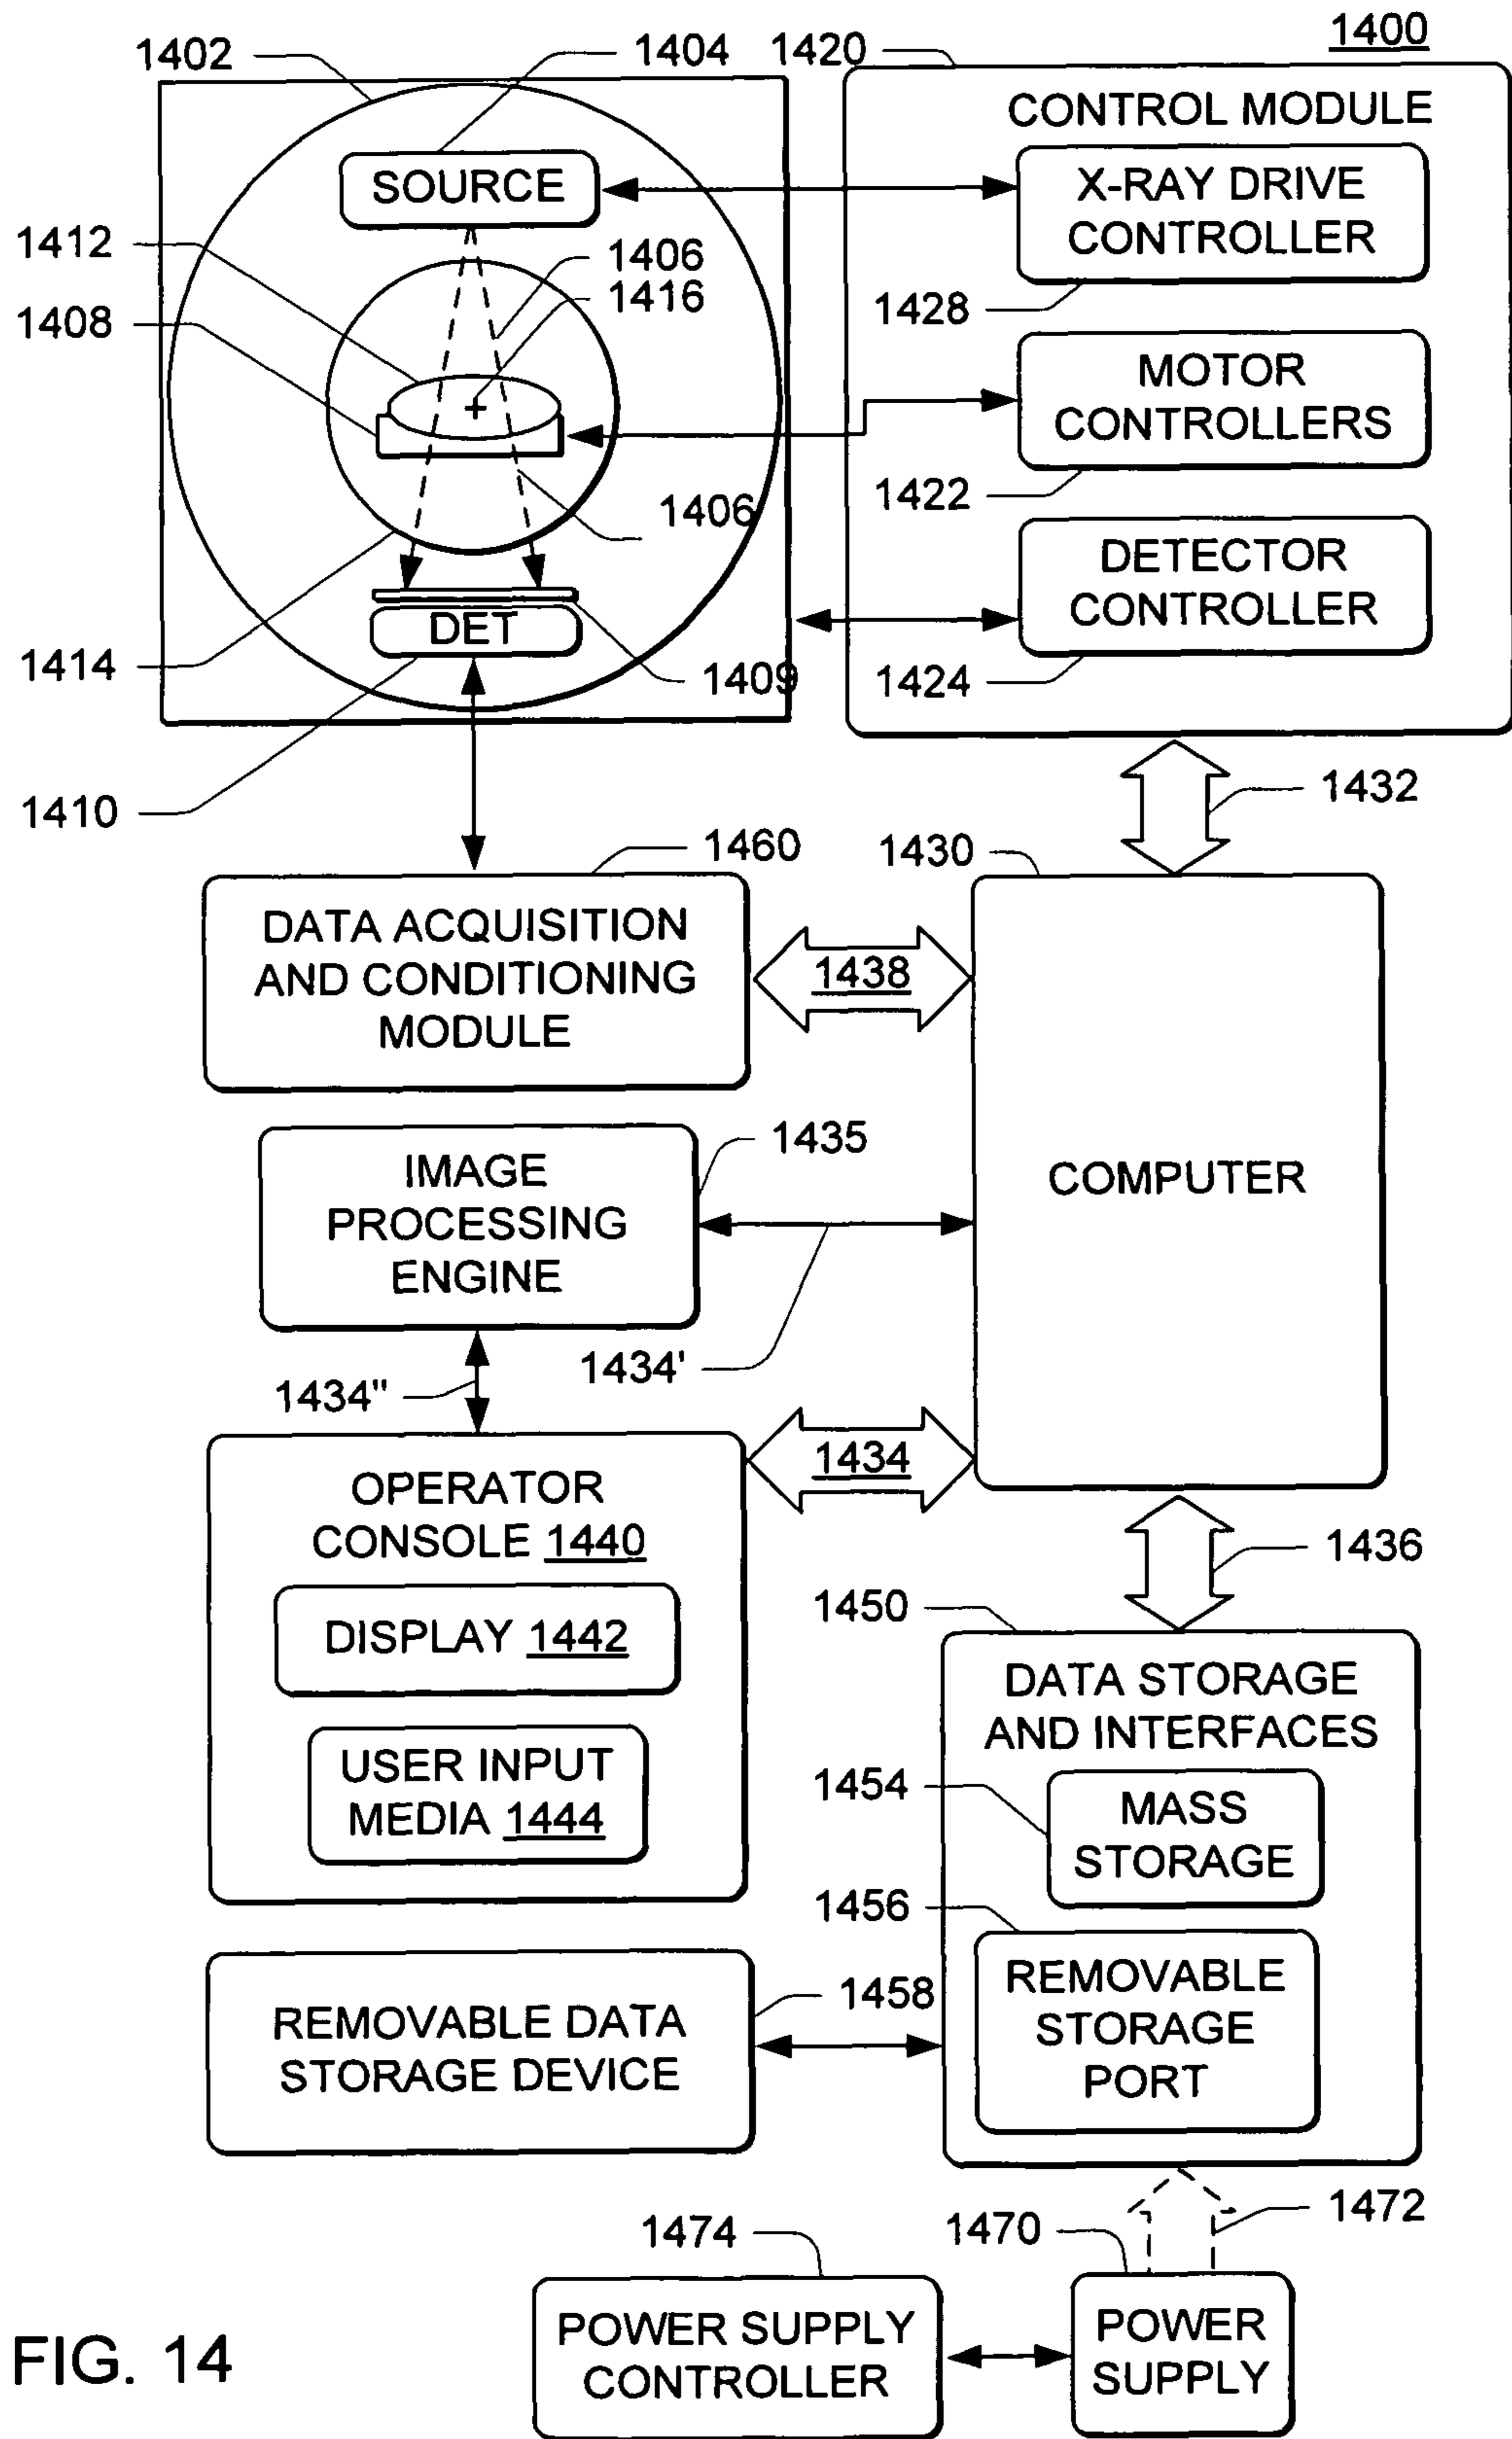 1400
1402
1404
1420
CONTROL MODULE
SOURCE
X-RAY DRIVE
CONTROLLER
1412
1406
1416
1408
1428
MOTOR
CONTROLLERS
1422
1406
DETECTOR
CONTROLLER
DET
1414
1409
1424
1410
1432
1460
1430
DATA ACQUISITION
AND CONDITIONING
MODULE
1438
1435
IMAGE
PROCESSING
ENGINE
COMPUTER
1434'
1434"
1434
OPERATOR
CONSOLE 1440
1436
DISPLAY 1442
1450
USER INPUT
MEDIA 1444
DATA STORAGE
AND INTERFACES
1454
MASS
STORAGE
1456
REMOVABLE
STORAGE
PORT
1458
REMOVABLE DATA
STORAGE DEVICE
1474
1470
1472
POWER SUPPLY
CONTROLLER
POWER
SUPPLY
FIG. 14